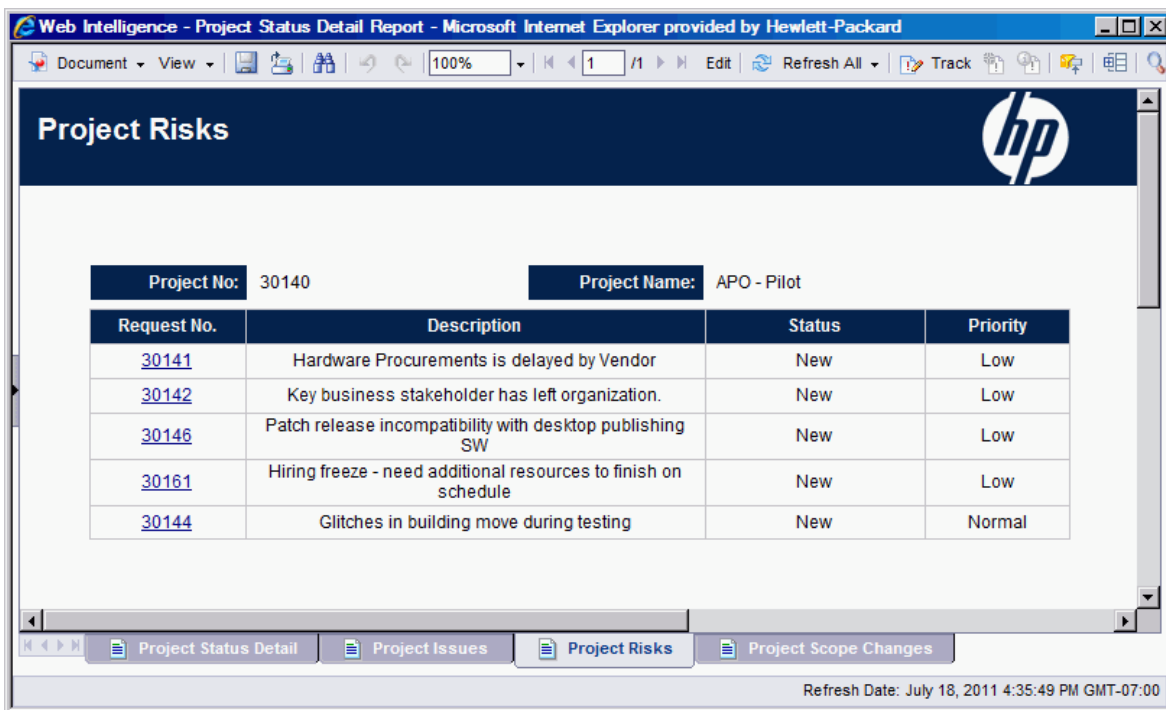 Web Intelligence - Project Status Detail Report - Microsoft Internet Explorer provided by Hewlett-Packard
Document View 100% 1 /1 Edit Refresh All Track
Project Risks
hp
Project No: 30140 Project Name: APO - Pilot
Request No. Description Status Priority
30141 Hardware Procurements is delayed by Vendor New Low
30142 Key business stakeholder has left organization. New Low
30146 Patch release incompatibility with desktop publishing SW New Low
30161 Hiring freeze - need additional resources to finish on schedule New Low
30144 Glitches in building move during testing New Normal
Project Status Detail Project Issues Project Risks Project Scope Changes
Refresh Date: July 18, 2011 4:35:49 PM GMT-07:00